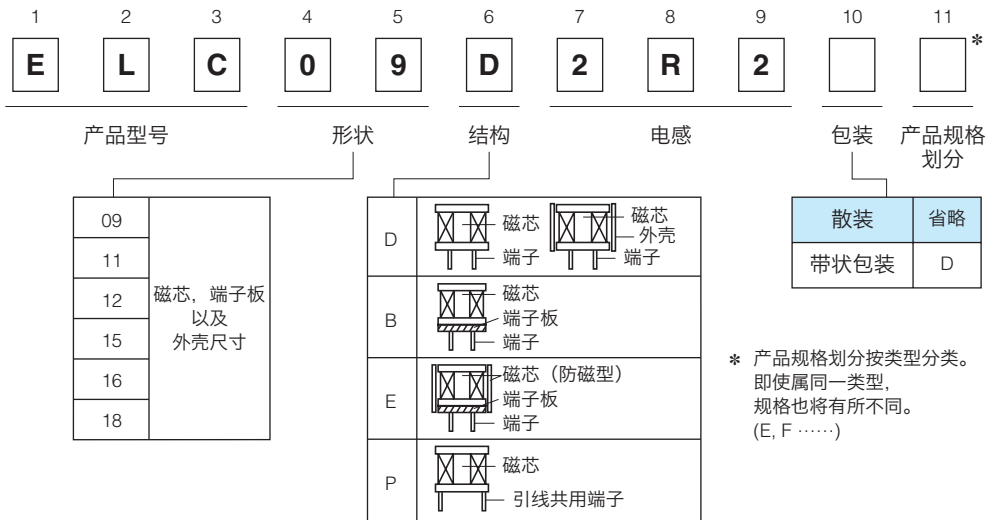 1 2 3 4 5 6 7 8 9 10 11
E L C 0 9 D 2 R 2 *
产品型号 形状 结构 电感 包装 产品规格
划分
09
11
12
15
16
18
磁芯，端子板
以及
外壳尺寸
D
磁芯
端子
磁芯
外壳
端子
B
磁芯
端子板
端子
E
磁芯（防磁型）
端子板
端子
P
磁芯
引线共用端子
散装 省略
带状包装 D
* 产品规格划分按类型分类。
即使属同一类型，
规格也将有所不同。
(E, F ……)